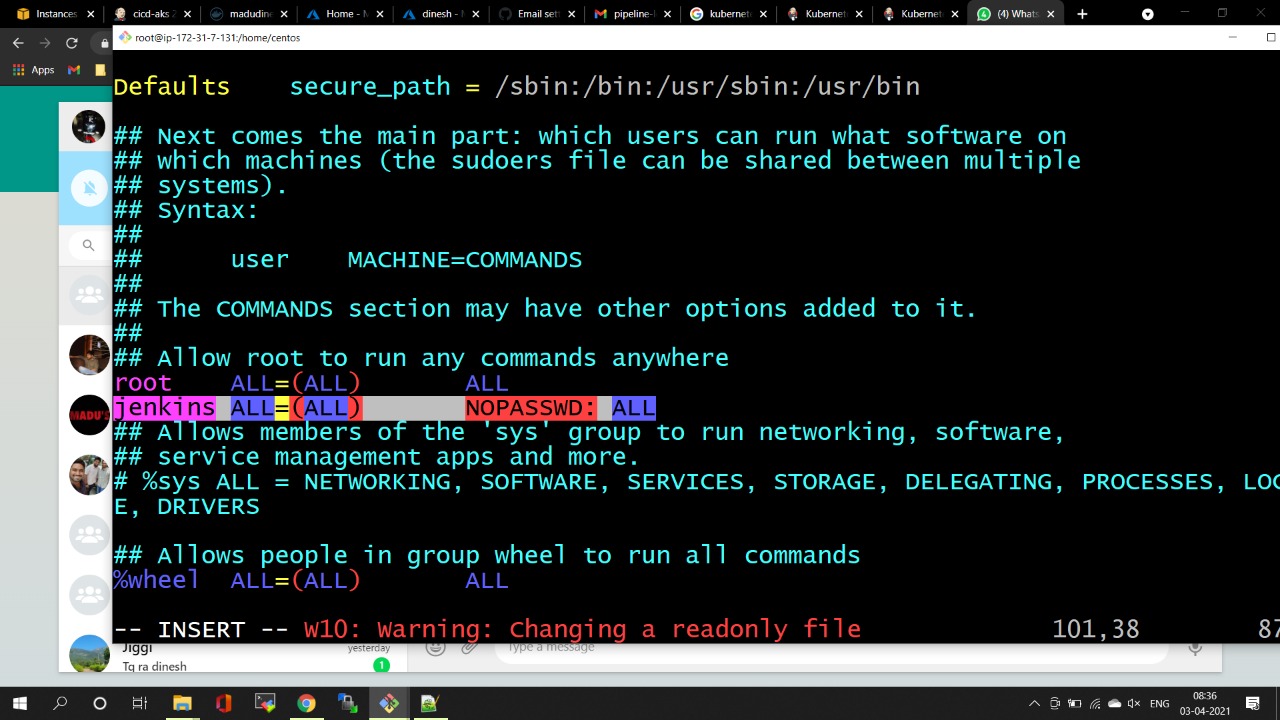 Instances
cicd-aks 2
madudine
Home - M
dinesh - M
Email sett
pipeline-
kubernete
Kubernete
Kubernete
(4) Whats
root@ip-172-31-7-131:/home/centos
Apps
Defaults    secure_path = /sbin:/bin:/usr/sbin:/usr/bin
## Next comes the main part: which users can run what software on
## which machines (the sudoers file can be shared between multiple
## systems).
## Syntax:
##
##      user    MACHINE=COMMANDS
##
## The COMMANDS section may have other options added to it.
##
## Allow root to run any commands anywhere
root    ALL=(ALL)       ALL
jenkins ALL=(ALL)       NOPASSWD: ALL
## Allows members of the 'sys' group to run networking, software,
## service management apps and more.
# %sys ALL = NETWORKING, SOFTWARE, SERVICES, STORAGE, DELEGATING, PROCESSES, LOC
E, DRIVERS
## Allows people in group wheel to run all commands
%wheel  ALL=(ALL)       ALL
-- INSERT -- W10: Warning: Changing a readonly file    101,38    87
MADU'S
Jiggi    yesterday
Tq ra dinesh    1
Type a message
ENG
08:36
03-04-2021